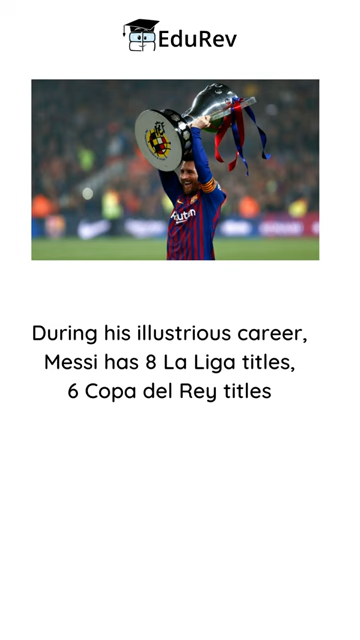 EduRev
During his illustrious career,
Messi has 8 La Liga titles,
6 Copa del Rey titles